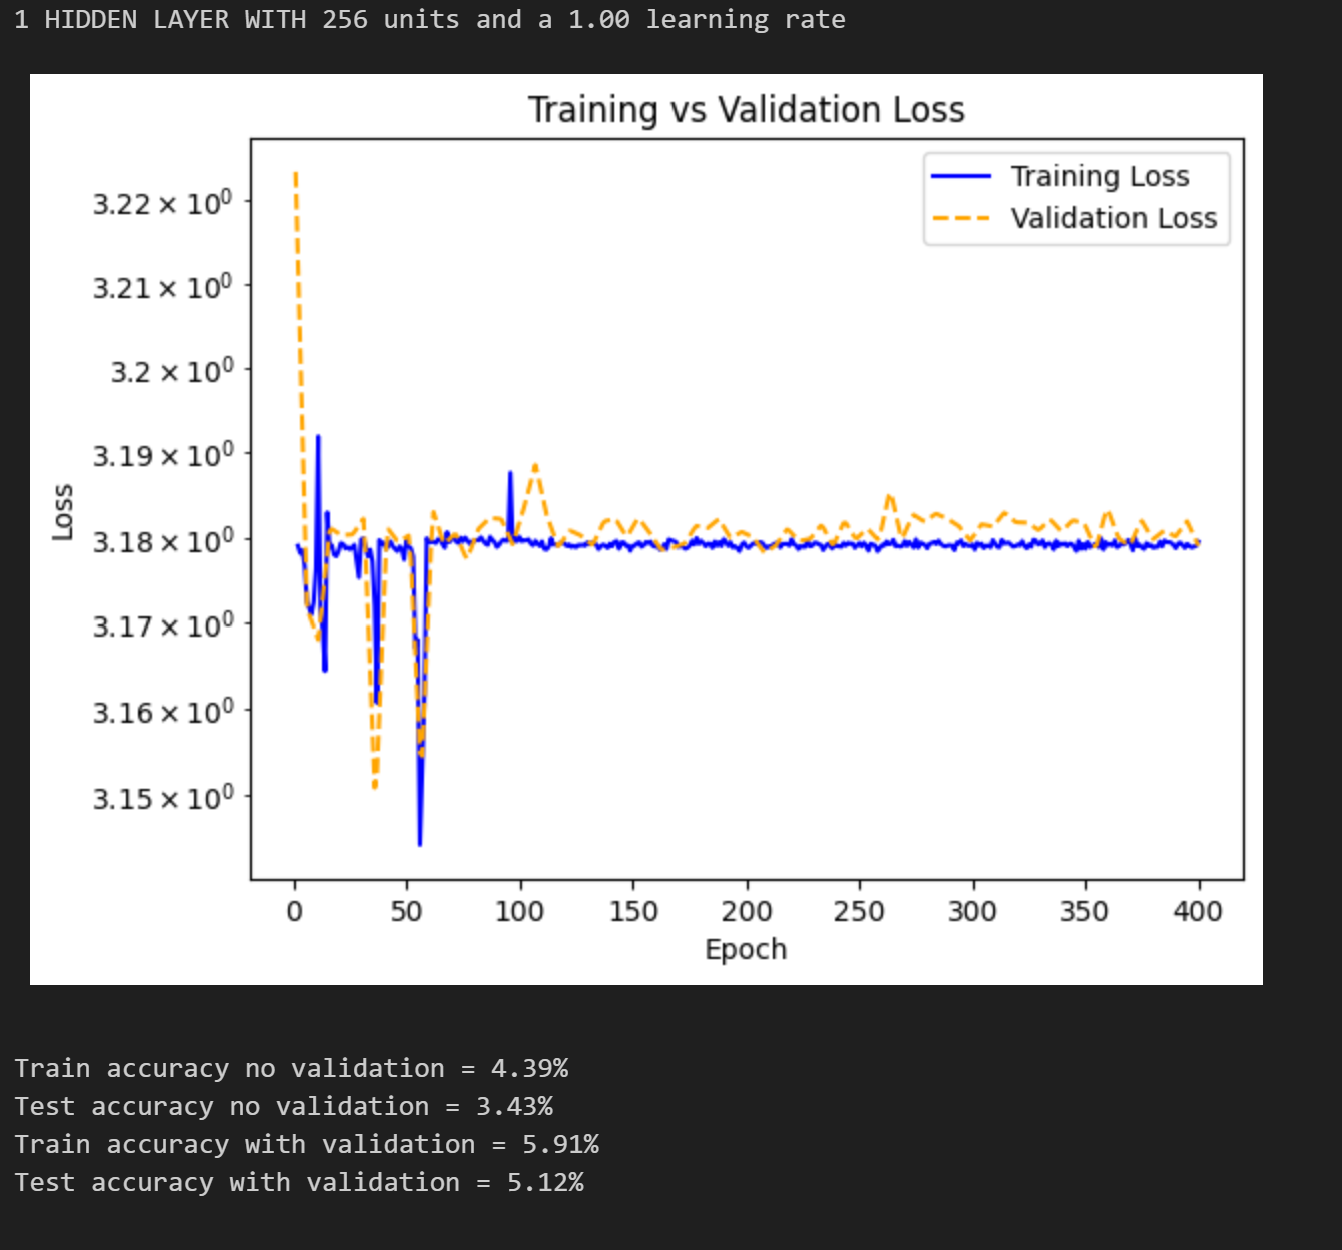 1 HIDDEN LAYER WITH 256 units and a 1.00 learning rate
Training vs Validation Loss
Training Loss
Validation Loss
3.22 × 10⁰
3.21 × 10⁰
3.2 × 10⁰
3.19 × 10⁰
3.18 × 10⁰
3.17 × 10⁰
3.16 × 10⁰
3.15 × 10⁰
Loss
0 50 100 150 200 250 300 350 400
Epoch
Train accuracy no validation = 4.39%
Test accuracy no validation = 3.43%
Train accuracy with validation = 5.91%
Test accuracy with validation = 5.12%